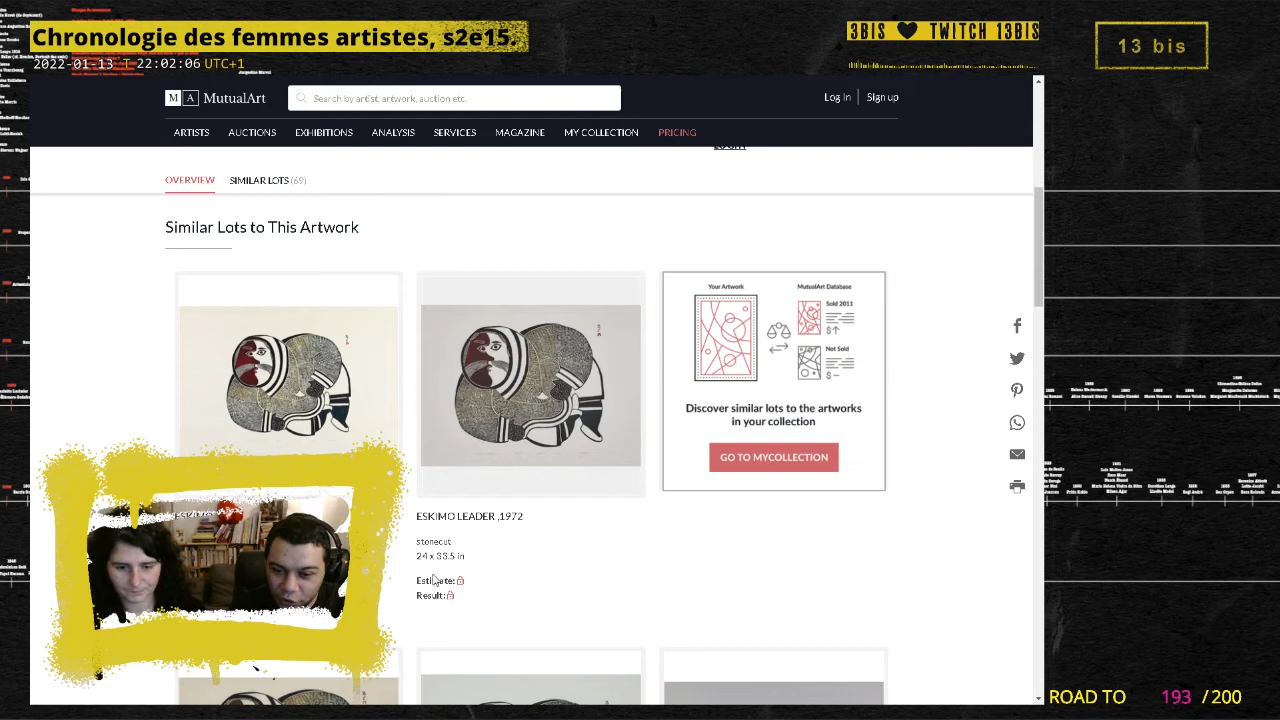 Chronologie des femmes artistes, s2e15.
2022-01-13 T 22:02:06 UTC+1
3BIS TWITCH 13BIS
13 bis
M A MutualArt
Search by artist, artwork, auction etc.
Log In Sign up
ARTISTS AUCTIONS EXHIBITIONS ANALYSIS SERVICES MAGAZINE MY COLLECTION PRICING
OVERVIEW SIMILAR LOTS (69)
Similar Lots to This Artwork
Your Artwork MutualArt Database
Sold 2011
Not Sold
Discover similar lots to the artworks
in your collection
GO TO MYCOLLECTION
ESKIMO LEADER ,1972
stonecut
24 x 33.5 in
Estimate:
Result:
ROAD TO 193 / 200